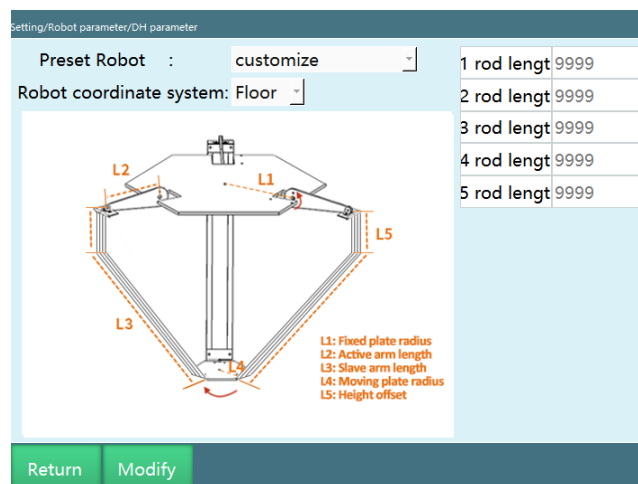 Setting/Robot parameter/DH parameter
Preset Robot : customize
Robot coordinate system: Floor
1 rod lengt 9999
2 rod lengt 9999
3 rod lengt 9999
4 rod lengt 9999
5 rod lengt 9999
L2
L1
L5
L3
L4
L1: Fixed plate radius
L2: Active arm length
L3: Slave arm length
L4: Moving plate radius
L5: Height offset
Return
Modify